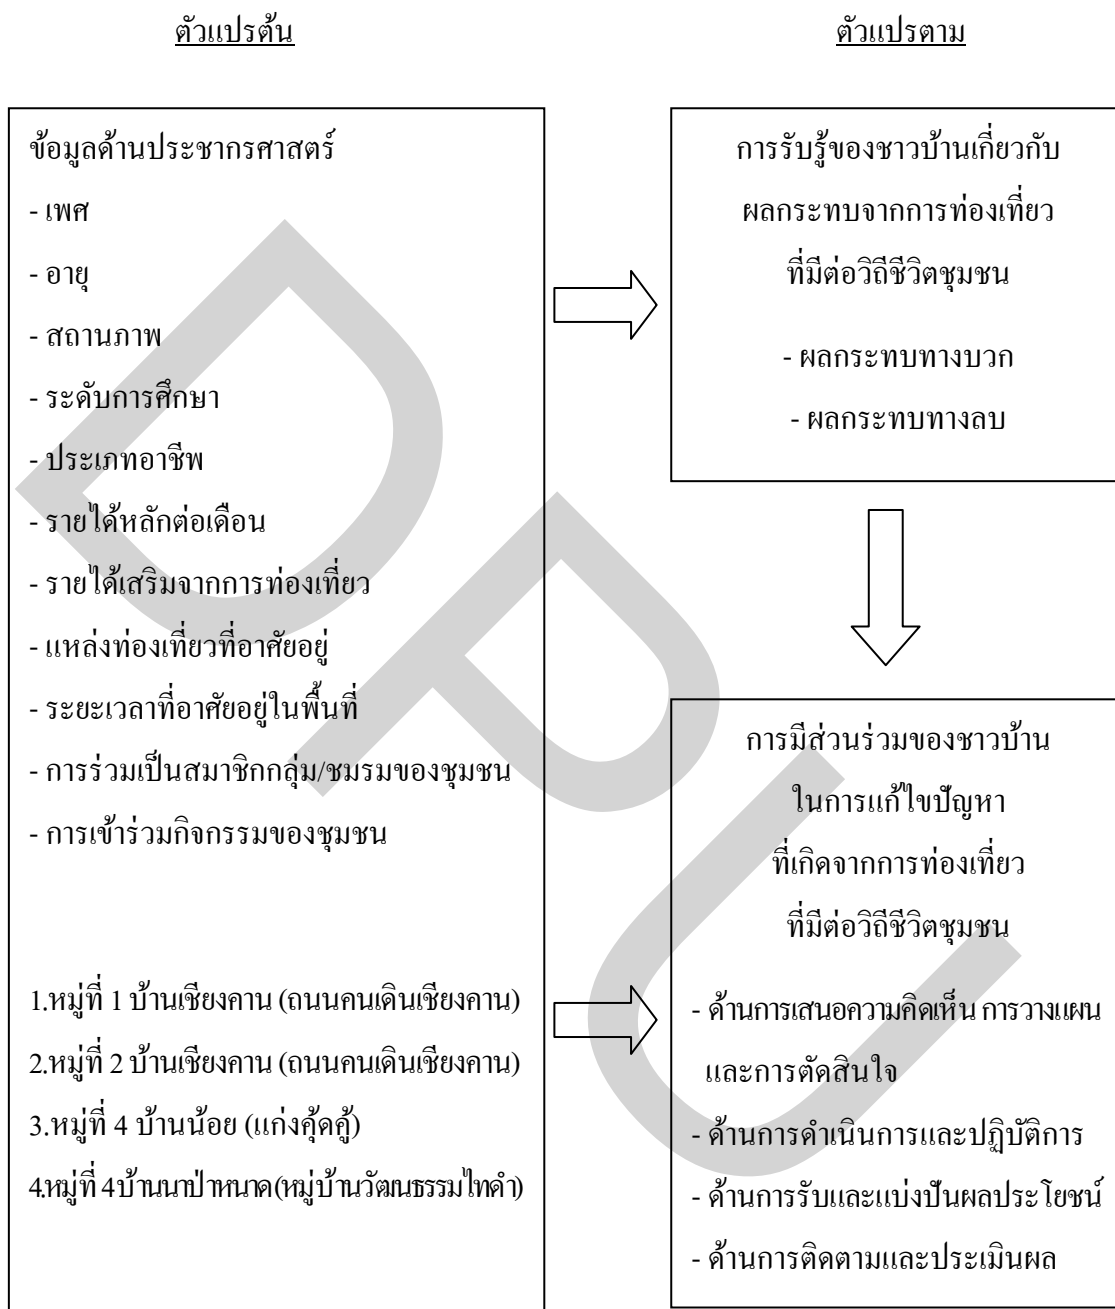 ตัวแปรต้น
ตัวแปรตาม
ข้อมูลด้านประชากรศาสตร์
- เพศ
- อายุ
- สถานภาพ
- ระดับการศึกษา
- ประเภทอาชีพ
- รายได้หลักต่อเดือน
- รายได้เสริมจากการท่องเที่ยว
- แหล่งท่องเที่ยวที่อาศัยอยู่
- ระยะเวลาที่อาศัยอยู่ในพื้นที่
- การร่วมเป็นสมาชิกกลุ่ม/ชมรมของชุมชน
- การเข้าร่วมกิจกรรมของชุมชน
1.หมู่ที่ 1 บ้านเชียงคาน (ถนนคนเดินเชียงคาน)
2.หมู่ที่ 2 บ้านเชียงคาน (ถนนคนเดินเชียงคาน)
3.หมู่ที่ 4 บ้านน้อย (แก่งคุ้ดคู้)
4.หมู่ที่ 4 บ้านนาป่าหนาด(หมู่บ้านวัฒนธรรมไทดำ)
การรับรู้ของชาวบ้านเกี่ยวกับ
ผลกระทบจากการท่องเที่ยว
ที่มีต่อวิถีชีวิตชุมชน
- ผลกระทบทางบวก
- ผลกระทบทางลบ
การมีส่วนร่วมของชาวบ้าน
ในการแก้ไขปัญหา
ที่เกิดจากการท่องเที่ยว
ที่มีต่อวิถีชีวิตชุมชน
- ด้านการเสนอความคิดเห็น การวางแผน
และการตัดสินใจ
- ด้านการดำเนินการและปฏิบัติการ
- ด้านการรับและแบ่งปันผลประโยชน์
- ด้านการติดตามและประเมินผล
DPU